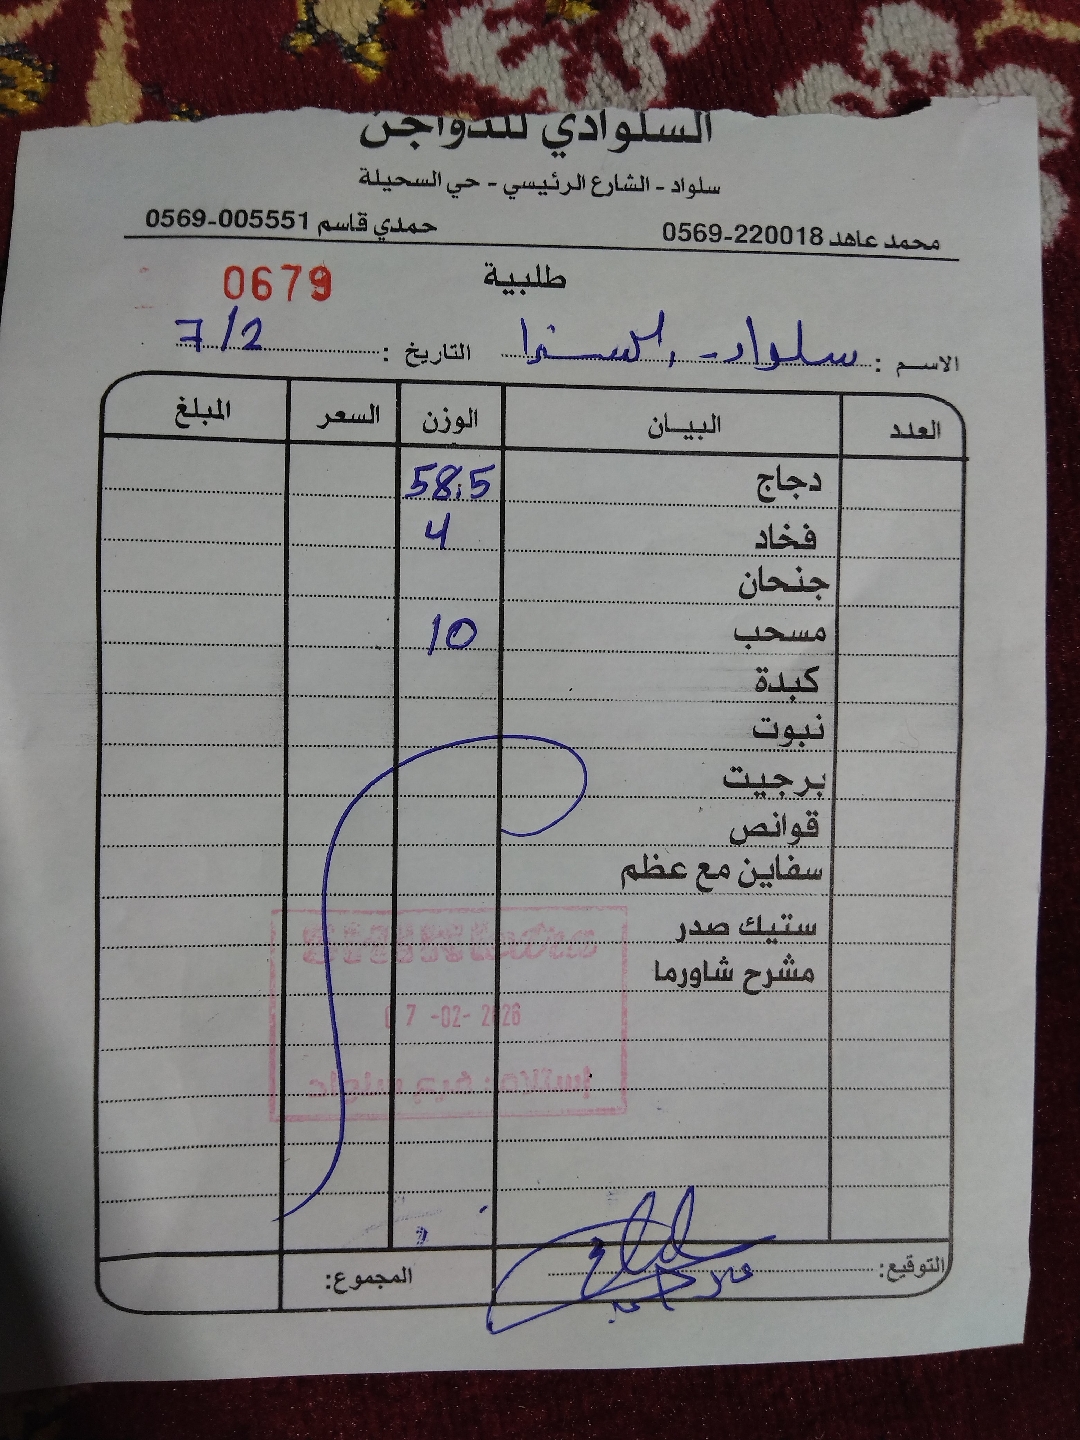 السلوادي للدواجن
سلواد - الشارع الرئيسي - حي السحيلة
محمد عاهد 0569-220018 حمدي قاسم 0569-005551
طلبية 0679
الاسم : سلواد - التاريخ : 7/2
العدد البيـان الوزن السعر المبلغ
دجاج 58.5
فخاد 4
جنحان
مسحب 10
كبدة
نبوت
برجيت
قوانص
سفاين مع عظم
ستيك صدر
مشرح شاورما
07 -02- 2026
التوقيع: المجموع: